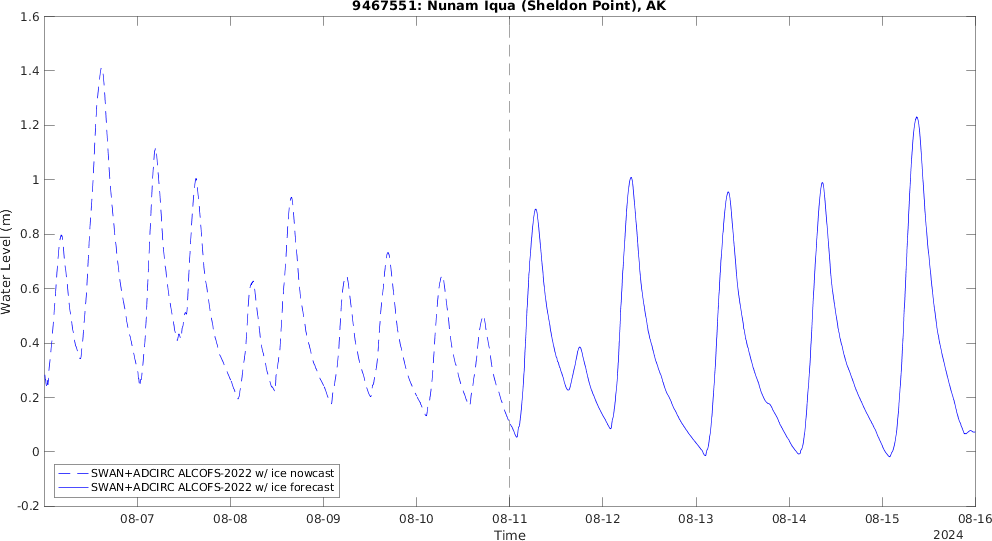 9467551: Nunam Iqua (Sheldon Point), AK
1.6
1.4
1.2
1
0.8
0.6
0.4
0.2
0
-0.2
Water Level (m)
SWAN+ADCIRC ALCOFS-2022 w/ ice nowcast
SWAN+ADCIRC ALCOFS-2022 w/ ice forecast
08-07 08-08 08-09 08-10 08-11 08-12 08-13 08-14 08-15 08-16
Time
2024